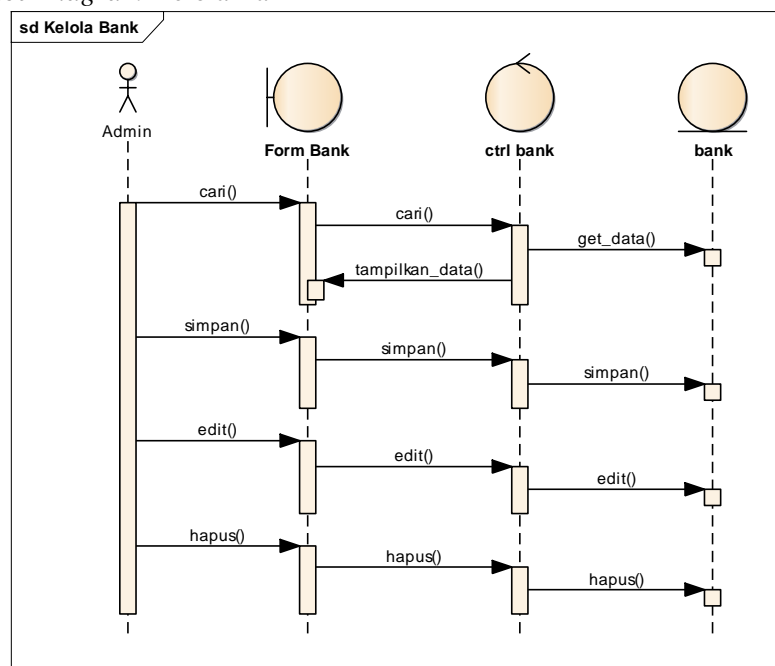 sd Kelola Bank
Admin
Form Bank
ctrl bank
bank
cari()
cari()
get_data()
tampilkan_data()
simpan()
simpan()
simpan()
edit()
edit()
edit()
hapus()
hapus()
hapus()